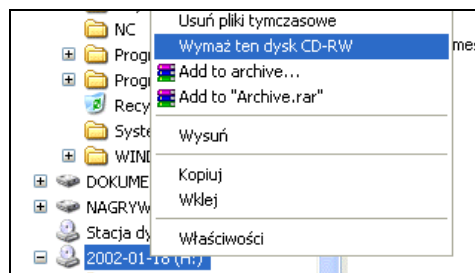 Usuń pliki tymczasowe
NC
Wymaż ten dysk CD-RW
Add to archive...
Add to "Archive.rar"
Wysuń
Kopiuj
DOKUME
Wklej
NAGRYW
Stacja
Właściwości
2002-01-18 (H:)